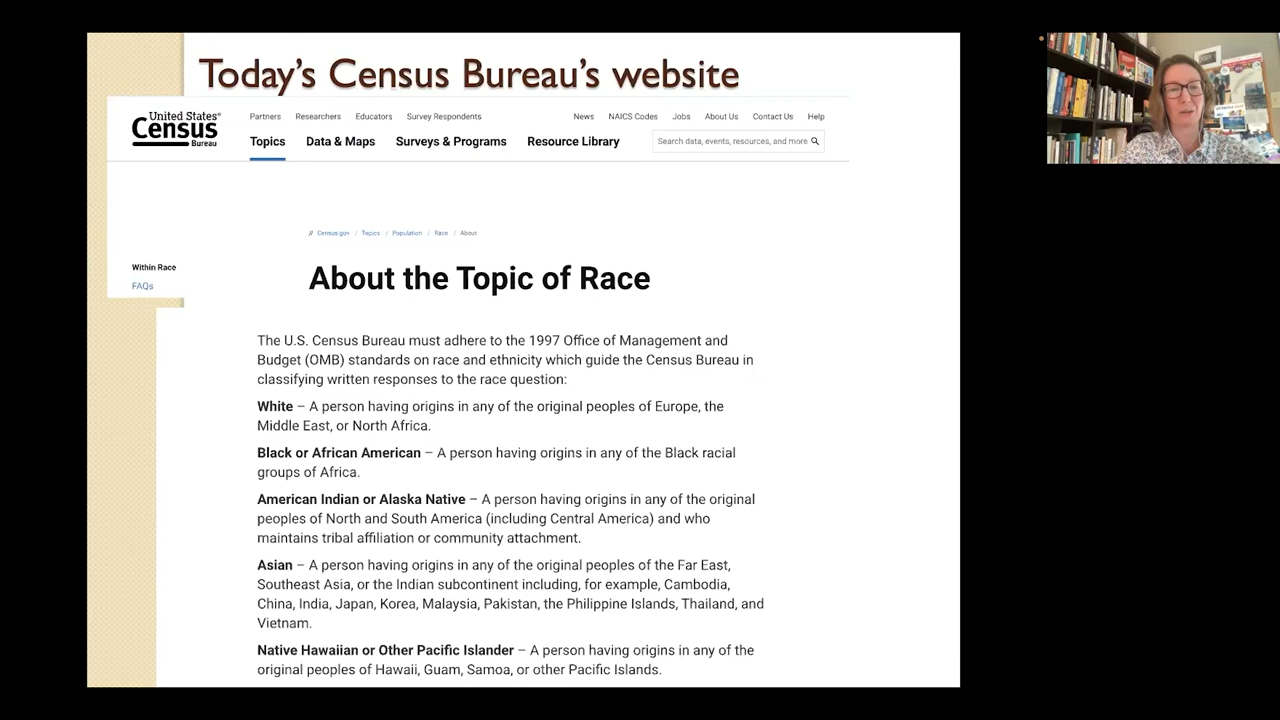 Today's Census Bureau's website
United States®
Census
Bureau
Partners Researchers Educators Survey Respondents News NAICS Codes Jobs About Us Contact Us Help
Topics Data & Maps Surveys & Programs Resource Library Search data, events, resources, and more
// Census.gov / Topics / Population / Race / About
Within Race
FAQs
About the Topic of Race
The U.S. Census Bureau must adhere to the 1997 Office of Management and
Budget (OMB) standards on race and ethnicity which guide the Census Bureau in
classifying written responses to the race question:
White – A person having origins in any of the original peoples of Europe, the
Middle East, or North Africa.
Black or African American – A person having origins in any of the Black racial
groups of Africa.
American Indian or Alaska Native – A person having origins in any of the original
peoples of North and South America (including Central America) and who
maintains tribal affiliation or community attachment.
Asian – A person having origins in any of the original peoples of the Far East,
Southeast Asia, or the Indian subcontinent including, for example, Cambodia,
China, India, Japan, Korea, Malaysia, Pakistan, the Philippine Islands, Thailand, and
Vietnam.
Native Hawaiian or Other Pacific Islander – A person having origins in any of the
original peoples of Hawaii, Guam, Samoa, or other Pacific Islands.